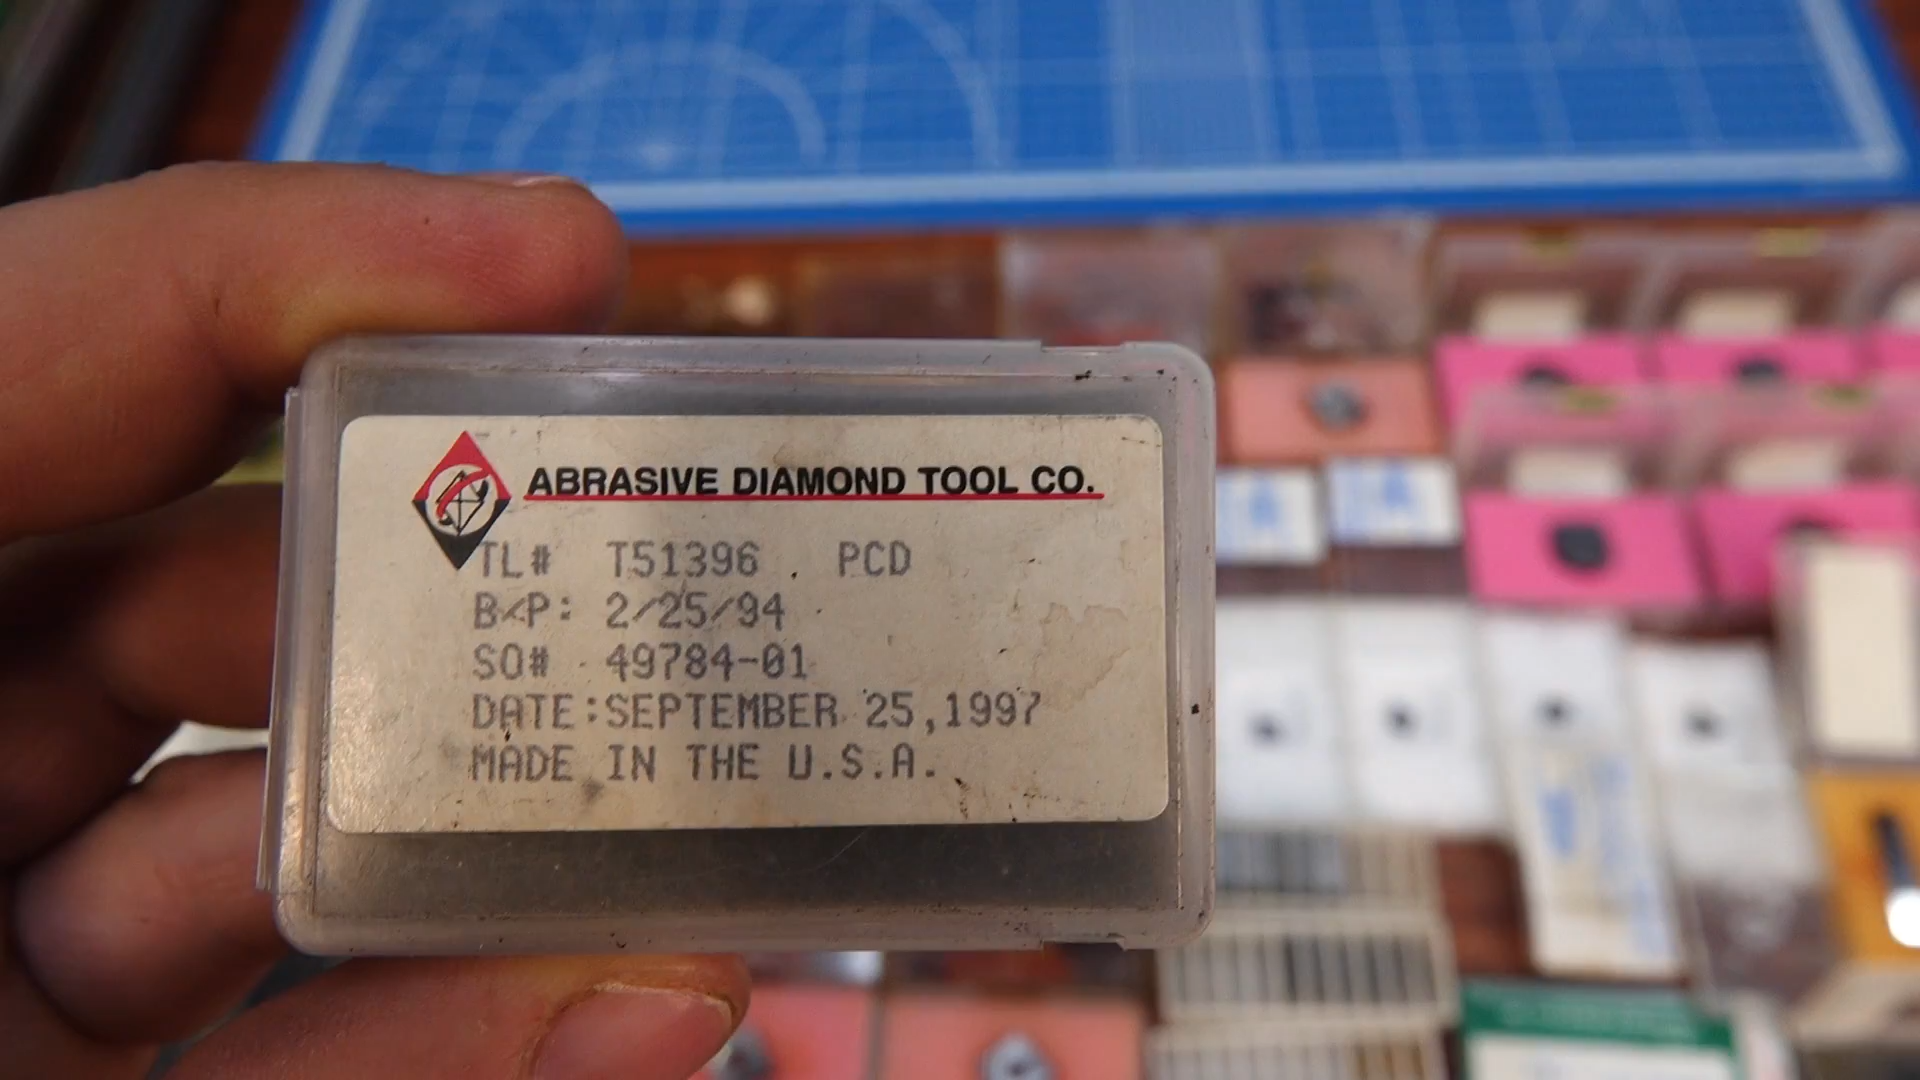 ABRASIVE DIAMOND TOOL CO.
TL# T51396 PCD
B/P: 2/25/94
SO# 49784-01
DATE:SEPTEMBER 25,1997
MADE IN THE U.S.A.